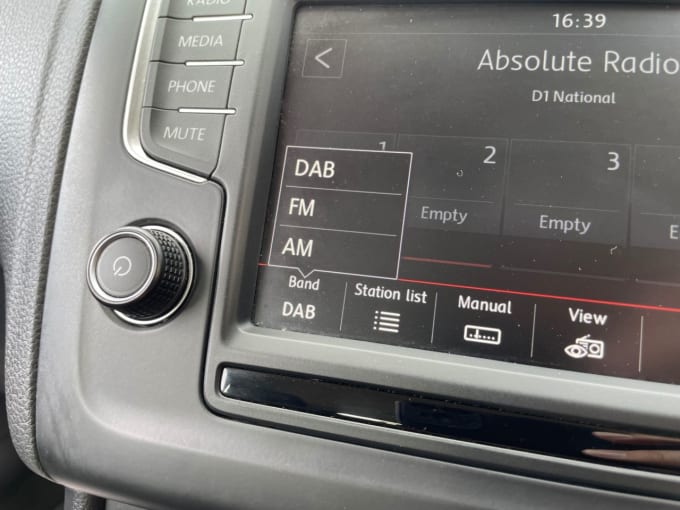 RADIO
MEDIA
PHONE
MUTE
16:39
Absolute Radio
D1 National
1
2
3
Empty
Empty
DAB
FM
AM
Band
DAB
Station list
Manual
View